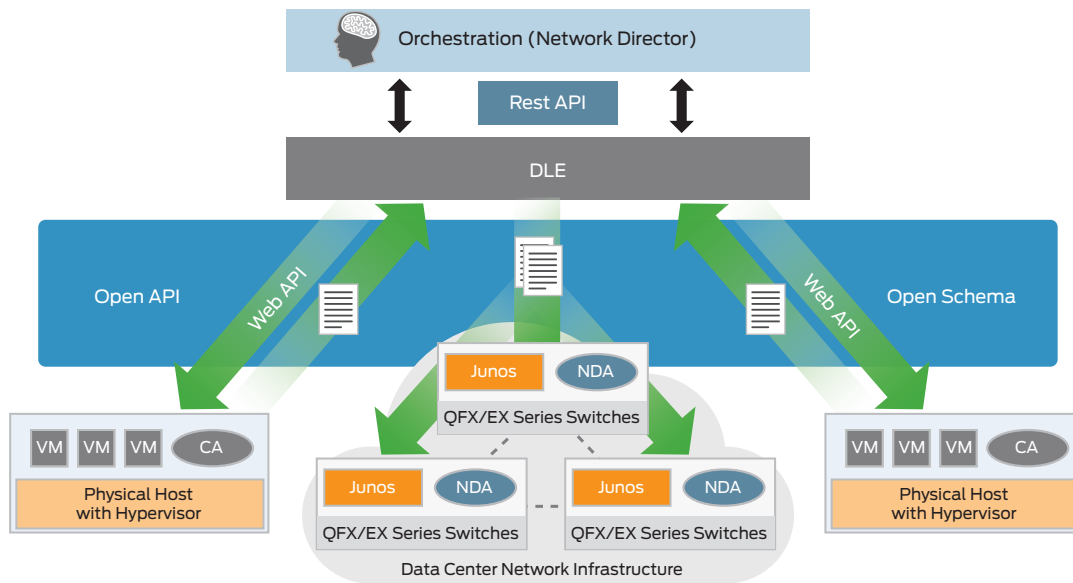 Orchestration (Network Director)
Rest API
DLE
Open API
Web API
Web API
Open Schema
Junos
NDA
QFX/EX Series Switches
VM
VM
VM
CA
Physical Host
with Hypervisor
Junos
NDA
QFX/EX Series Switches
Junos
NDA
QFX/EX Series Switches
VM
VM
VM
CA
Physical Host
with Hypervisor
Data Center Network Infrastructure